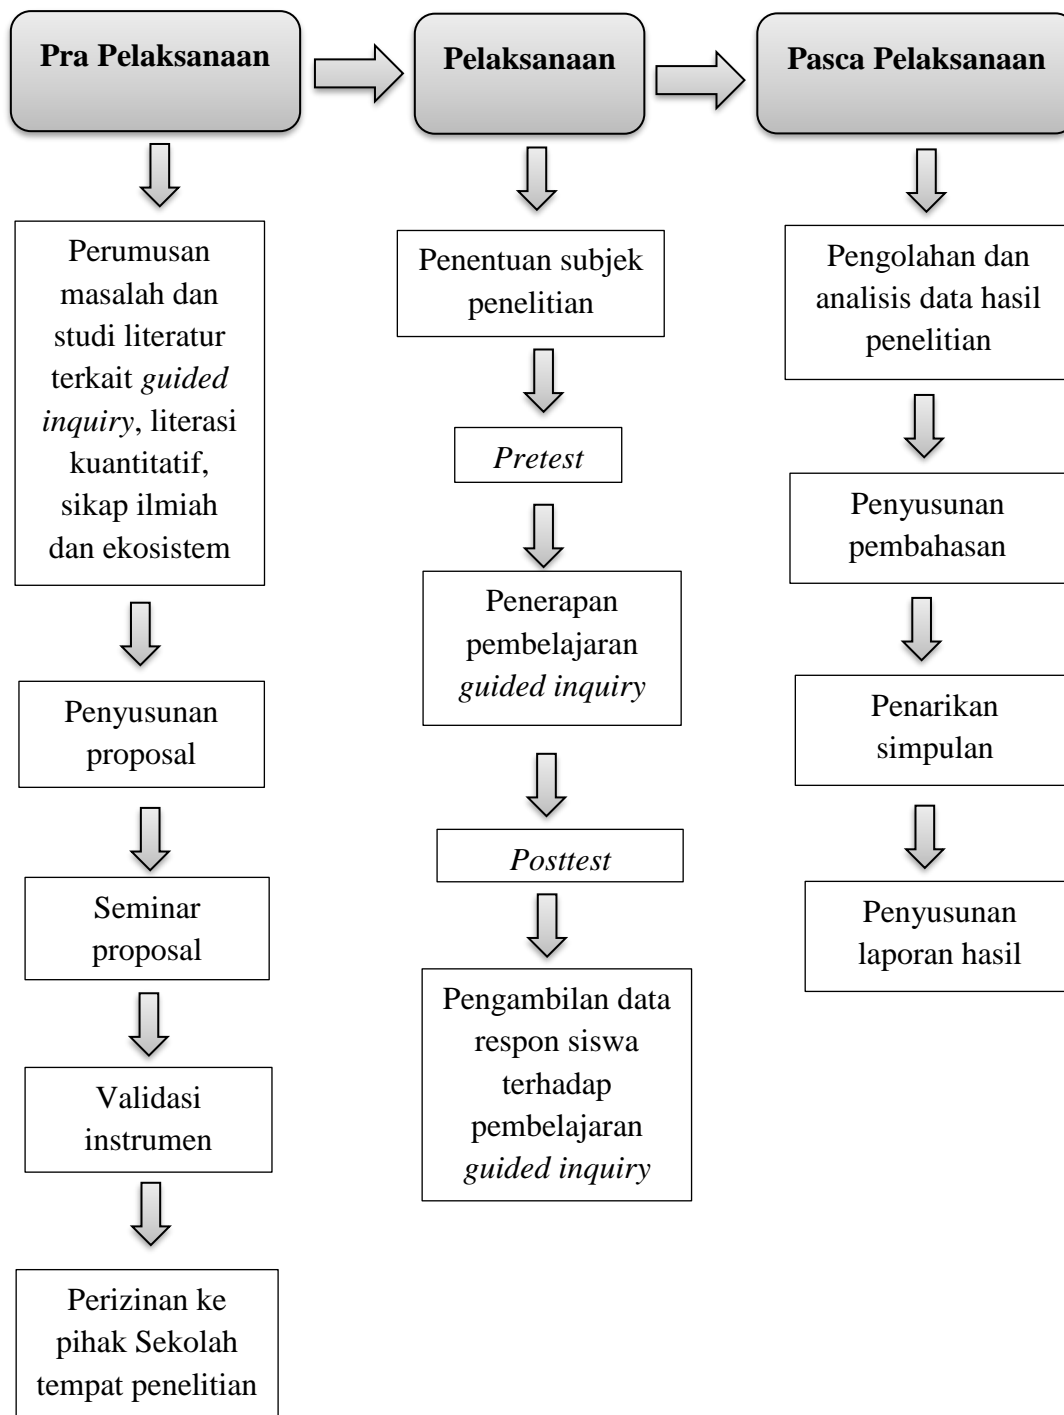 Pra Pelaksanaan
Perumusan
masalah dan
studi literatur
terkait guided
inquiry, literasi
kuantitatif,
sikap ilmiah
dan ekosistem
Penyusunan
proposal
Seminar
proposal
Validasi
instrumen
Perizinan ke
pihak Sekolah
tempat penelitian
Pelaksanaan
Penentuan subjek
penelitian
Pretest
Penerapan
pembelajaran
guided inquiry
Posttest
Pengambilan data
respon siswa
terhadap
pembelajaran
guided inquiry
Pasca Pelaksanaan
Pengolahan dan
analisis data hasil
penelitian
Penyusunan
pembahasan
Penarikan
simpulan
Penyusunan
laporan hasil